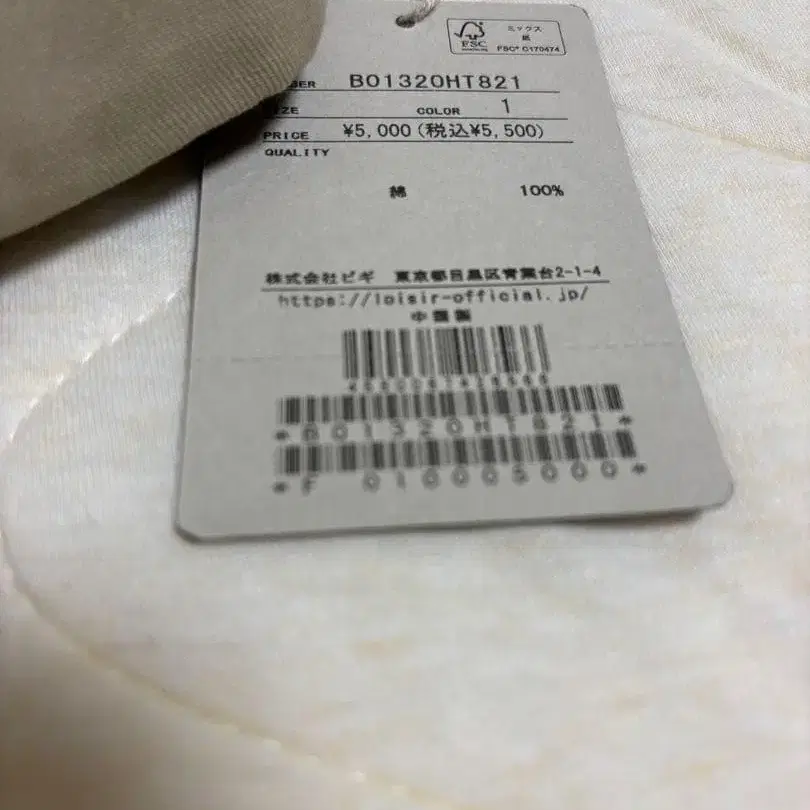 FSC
ミックス
紙
FSC® C170474
BER B01320HT821
IZE COLOR 1
PRICE ¥5,000(税込¥5,500)
QUALITY
綿 100%
株式会社ビギ 東京都目黒区青葉台2-1-4
https://loisir-official.jp/
中国製
*B01320HT821*
*F 010005000*